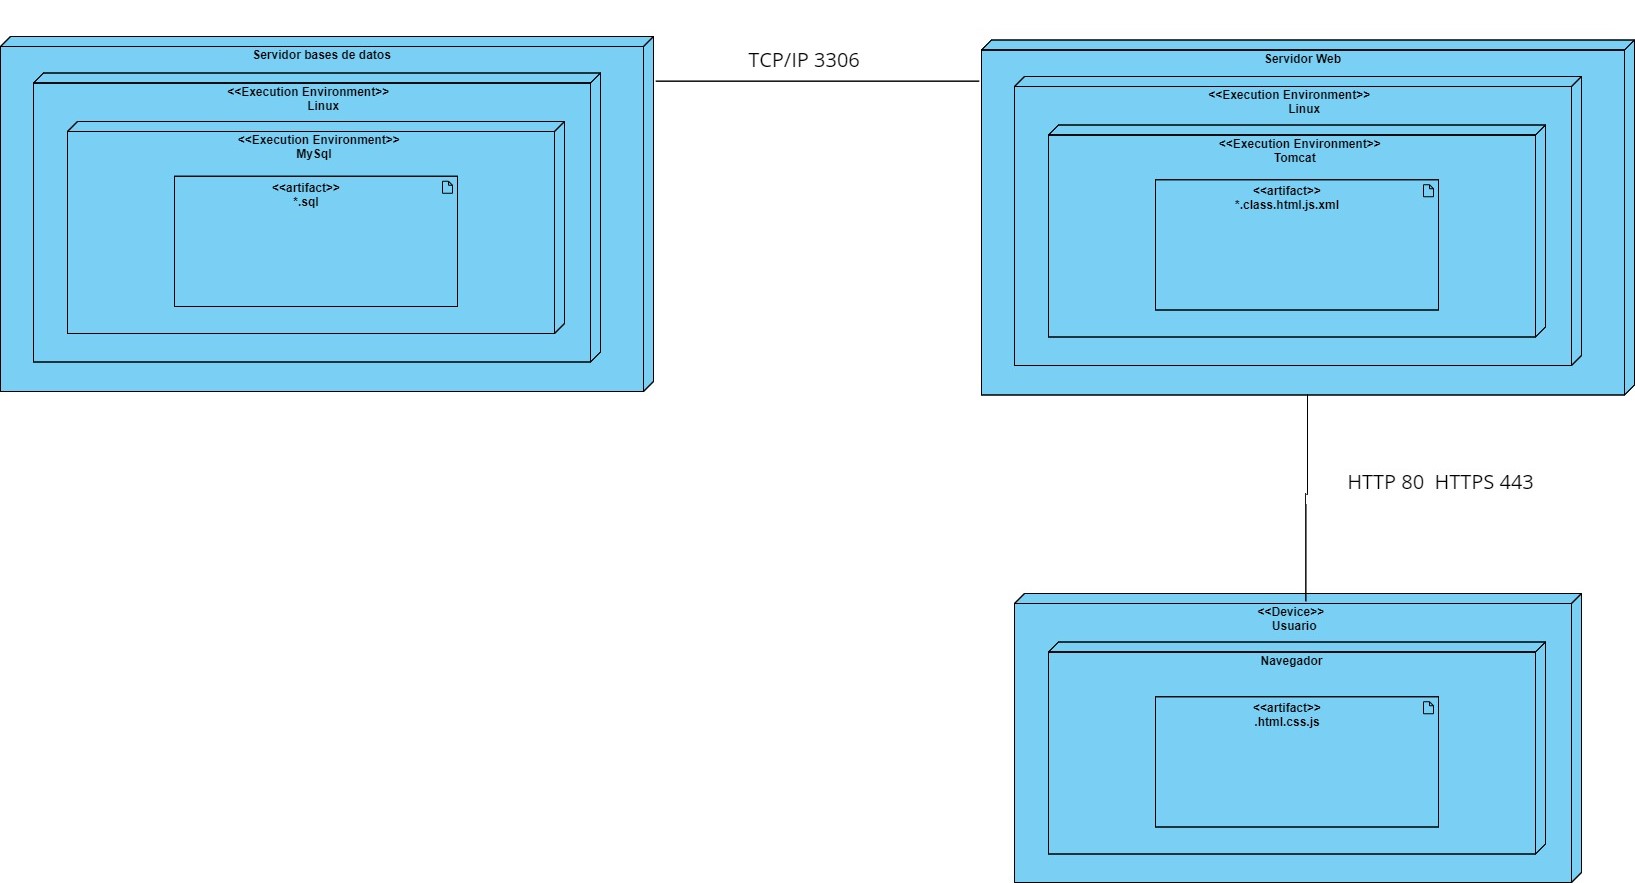 Servidor bases de datos
<<Execution Environment>>
Linux
<<Execution Environment>>
MySql
<<artifact>>
*.sql
TCP/IP 3306
Servidor Web
<<Execution Environment>>
Linux
<<Execution Environment>>
Tomcat
<<artifact>>
*.class.html.js.xml
HTTP 80  HTTPS 443
<<Device>>
Usuario
Navegador
<<artifact>>
.html.css.js